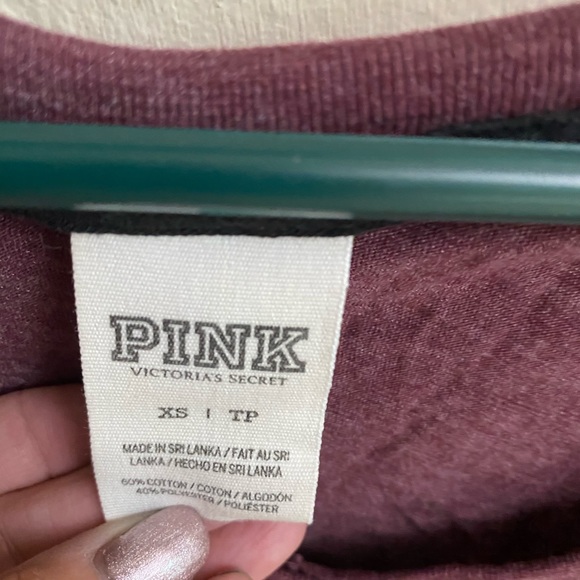 PINK
VICTORIA'S SECRET
XS | TP
MADE IN SRI LANKA / FAIT AU SRI
LANKA / HECHO EN SRI LANKA
60% COTTON / COTON / ALGODÓN
40% POLYESTER / POLIÉSTER